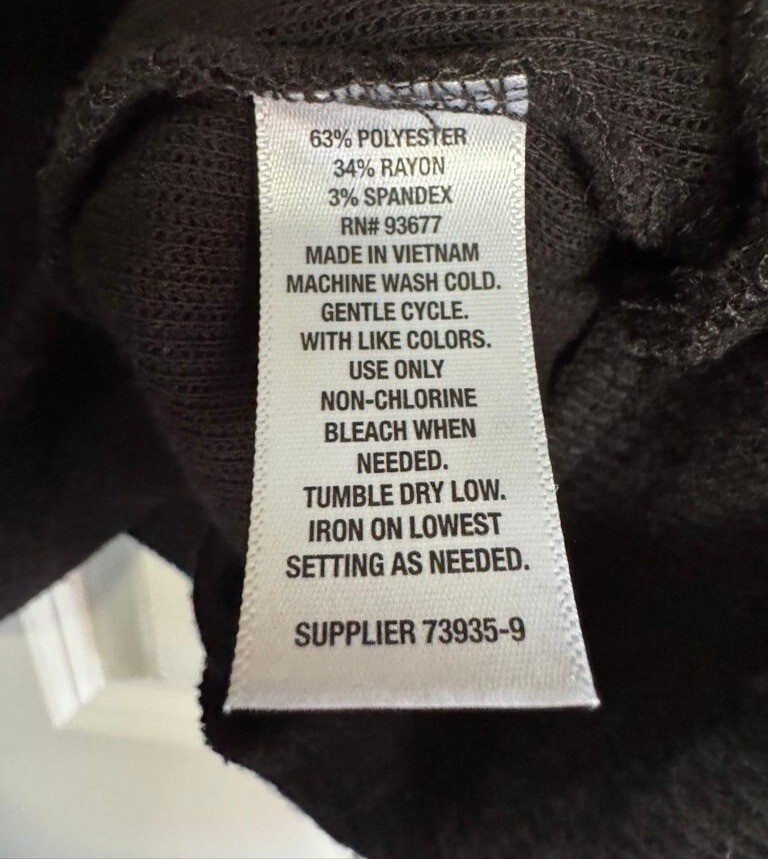 63% POLYESTER
34% RAYON
3% SPANDEX
RN# 93677
MADE IN VIETNAM
MACHINE WASH COLD.
GENTLE CYCLE.
WITH LIKE COLORS.
USE ONLY
NON-CHLORINE
BLEACH WHEN
NEEDED.
TUMBLE DRY LOW.
IRON ON LOWEST
SETTING AS NEEDED.
SUPPLIER 73935-9